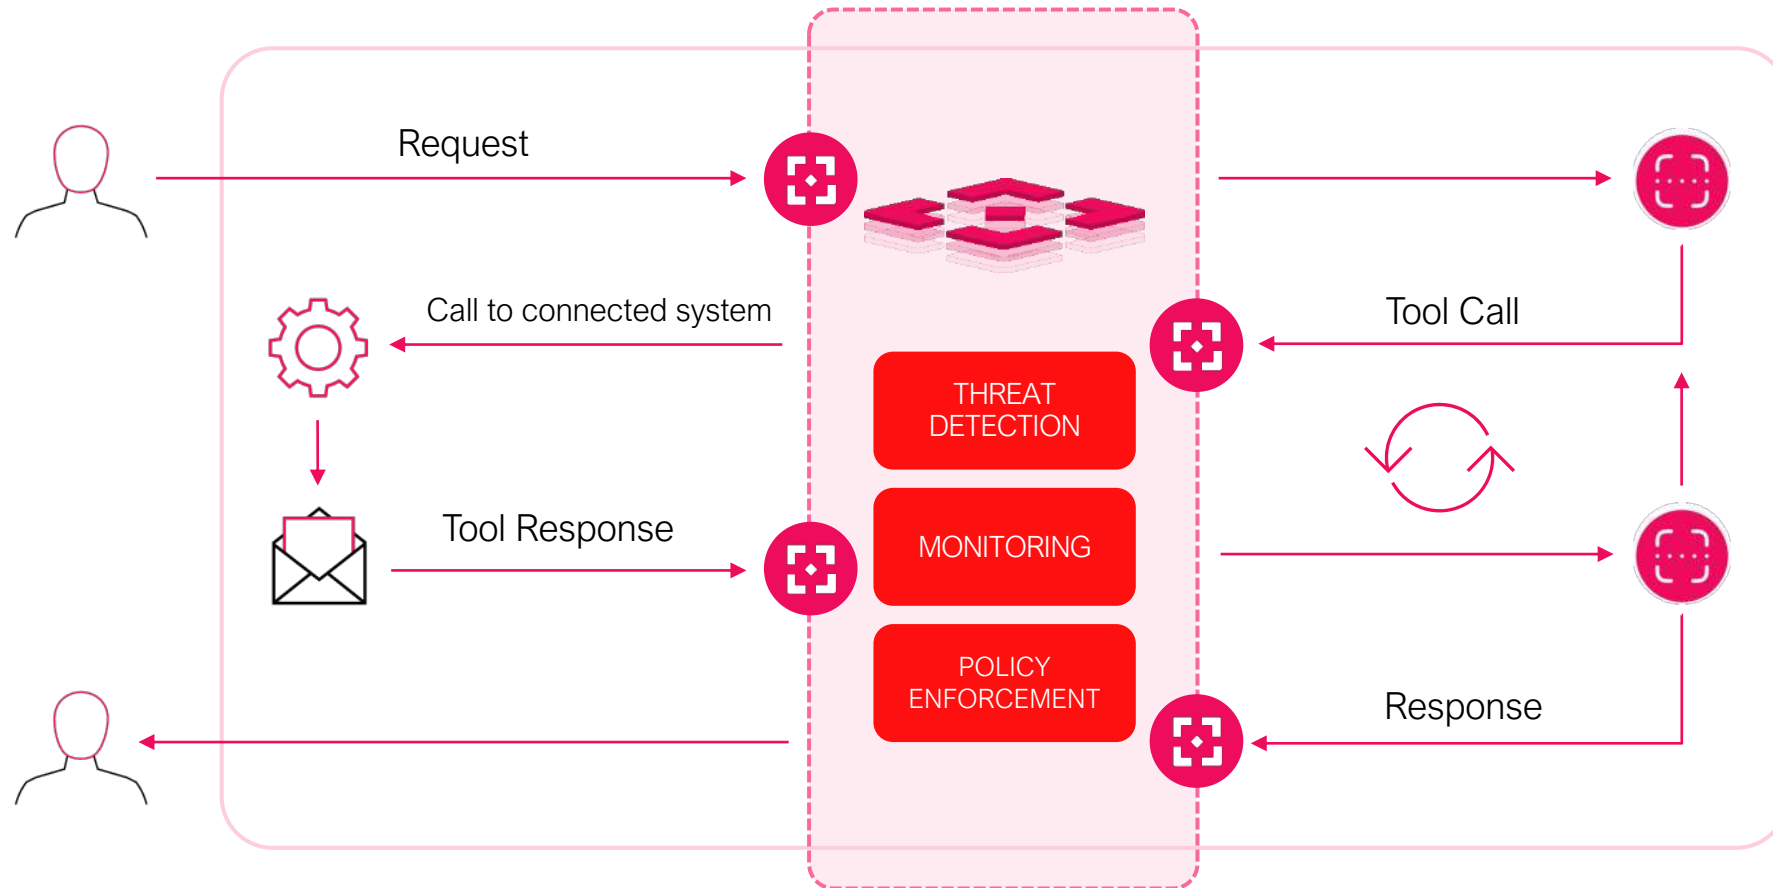 Request
Call to connected system
Tool Call
THREAT
DETECTION
Tool Response
MONITORING
POLICY
ENFORCEMENT
Response